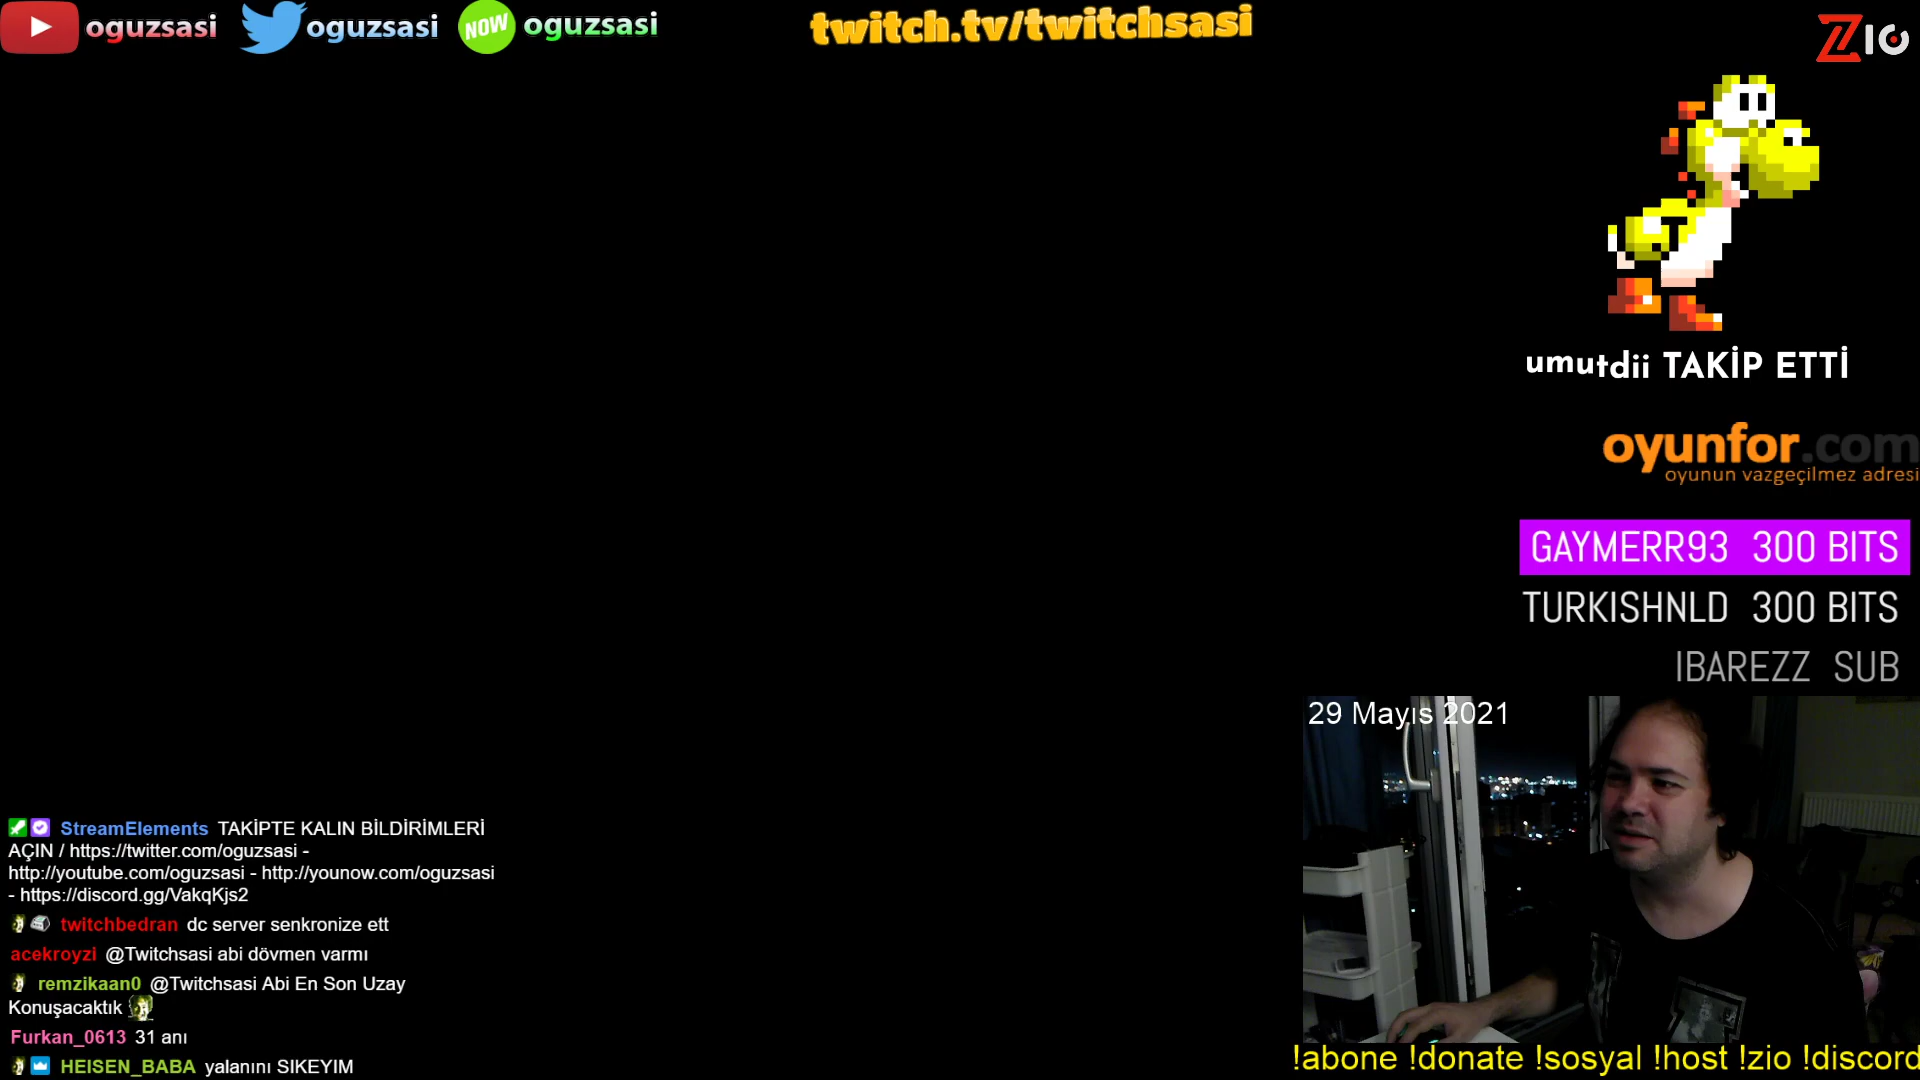 oguzsasi
oguzsasi
NOW
oguzsasi
twitch.tv/twitchsasi
ZIO
umutdii TAKİP ETTİ
oyunfor.com
oyunun vazgeçilmez adresi
GAYMERR93 300 BITS
TURKISHNLD 300 BITS
IBAREZZ SUB
29 Mayıs 2021
StreamElements TAKİPTE KALIN BİLDİRİMLERİ
AÇIN / https://twitter.com/oguzsasi -
http://youtube.com/oguzsasi - http://younow.com/oguzsasi
- https://discord.gg/VakqKjs2
twitchbedran dc server senkronize ett
acekroyzi @Twitchsasi abi dövmen varmı
remzikaan0 @Twitchsasi Abi En Son Uzay
Konuşacaktık
Furkan_0613 31 anı
HEISEN_BABA yalanını SIKEYIM
!abone !donate !sosyal !host !zio !discord